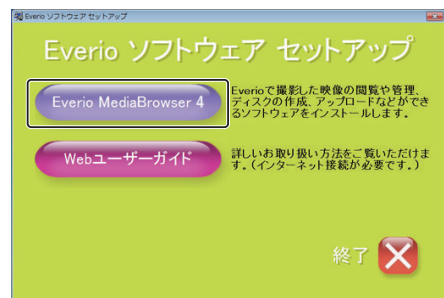 Everio ソフトウェア セットアップ
Everio ソフトウェア セットアップ
Everio MediaBrowser 4
Everioで撮影した映像の閲覧や管理、
ディスクの作成、アップロードなどができ
るソフトウェアをインストールします。
Webユーザーガイド
詳しいお取り扱い方法をご覧いただけま
す。（インターネット接続が必要です。）
終了